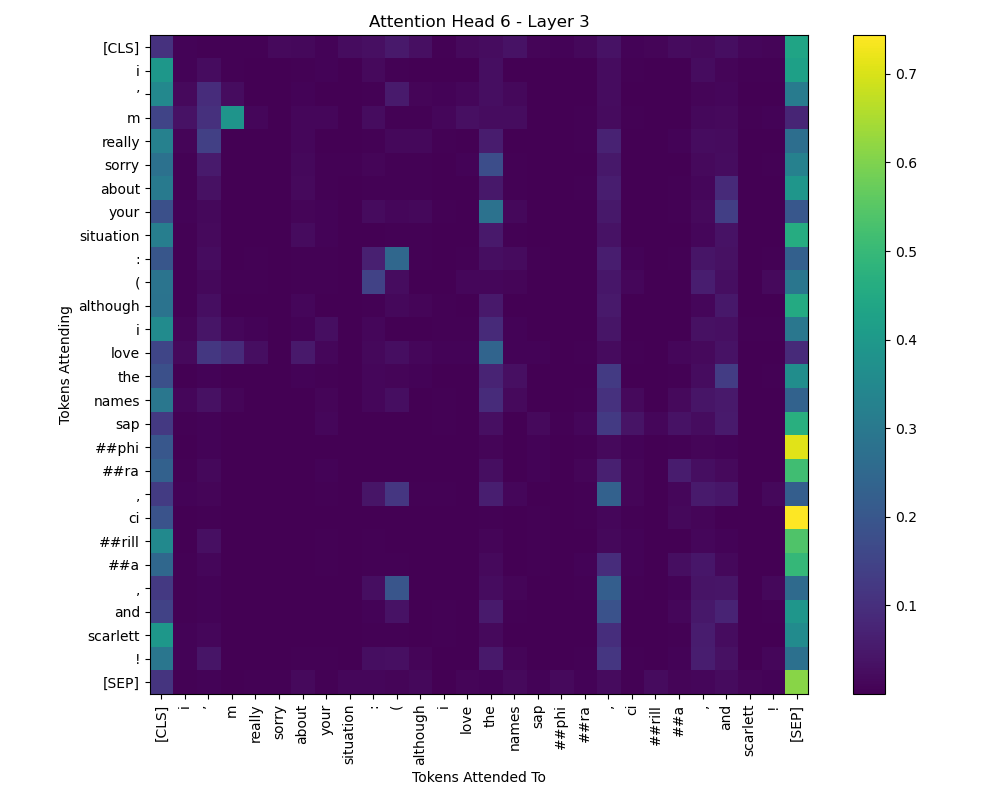 Attention Head 6 - Layer 3
Tokens Attending
[CLS]
i
’
m
really
sorry
about
your
situation
:
(
although
i
love
the
names
sap
##phi
##ra
,
ci
##rill
##a
,
and
scarlett
!
[SEP]
[CLS]
i
’
m
really
sorry
about
your
situation
:
(
although
i
love
the
names
sap
##phi
##ra
,
ci
##rill
##a
,
and
scarlett
!
[SEP]
Tokens Attended To
0.7
0.6
0.5
0.4
0.3
0.2
0.1